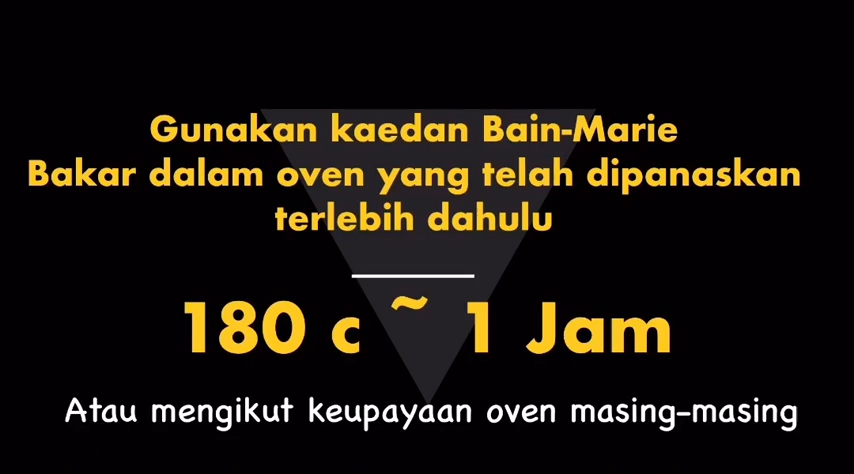 Gunakan kaedan Bain-Marie
Bakar dalam oven yang telah dipanaskan
terlebih dahulu
180 c ~ 1 Jam
Atau mengikut keupayaan oven masing-masing